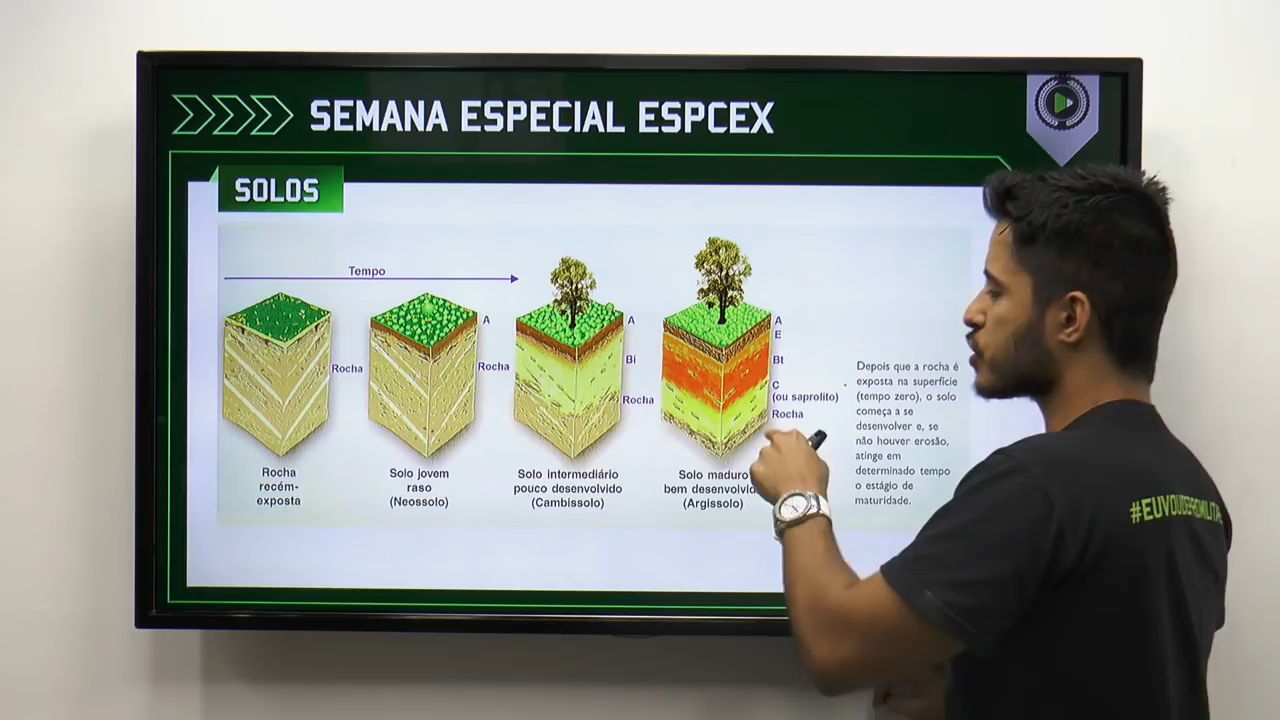 SEMANA ESPECIAL ESPCEX
SOLOS
Tempo
Rocha
Rocha
recém-
exposta
A
Rocha
Solo jovem
raso
(Neossolo)
A
Bi
Rocha
Solo intermediário
pouco desenvolvido
(Cambissolo)
A
E
Bt
C
(ou saprolito)
Rocha
Solo maduro
bem
(Argissolo)
Depois que a rocha é
exposta na superfície
(tempo zero), o solo
começa a se
desenvolver e, se
não houver erosão,
atinge em
determinado tempo
o estágio de
maturidade.